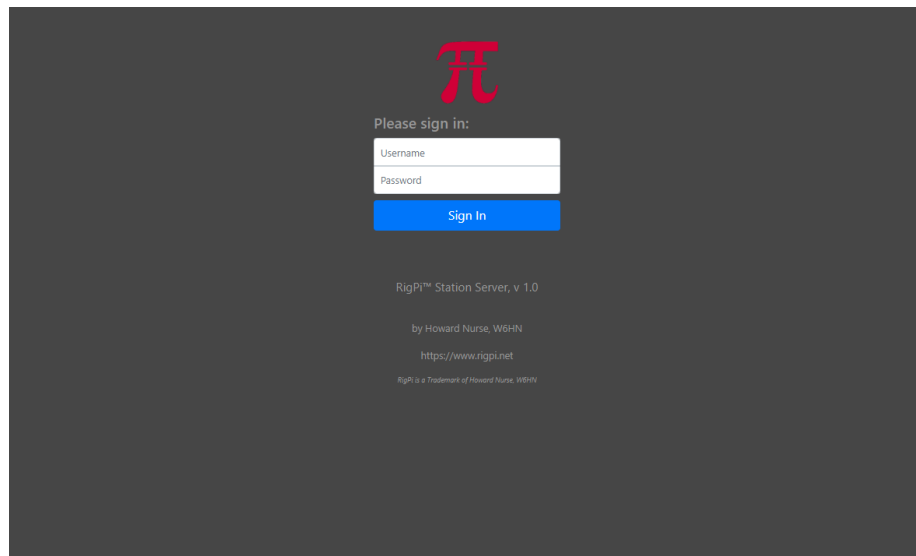 Please sign in:
Username
Password
Sign In
RigPi™ Station Server, v 1.0
by Howard Nurse, W6HN
https://www.rigpi.net
RigPi is a Trademark of Howard Nurse, W6HN